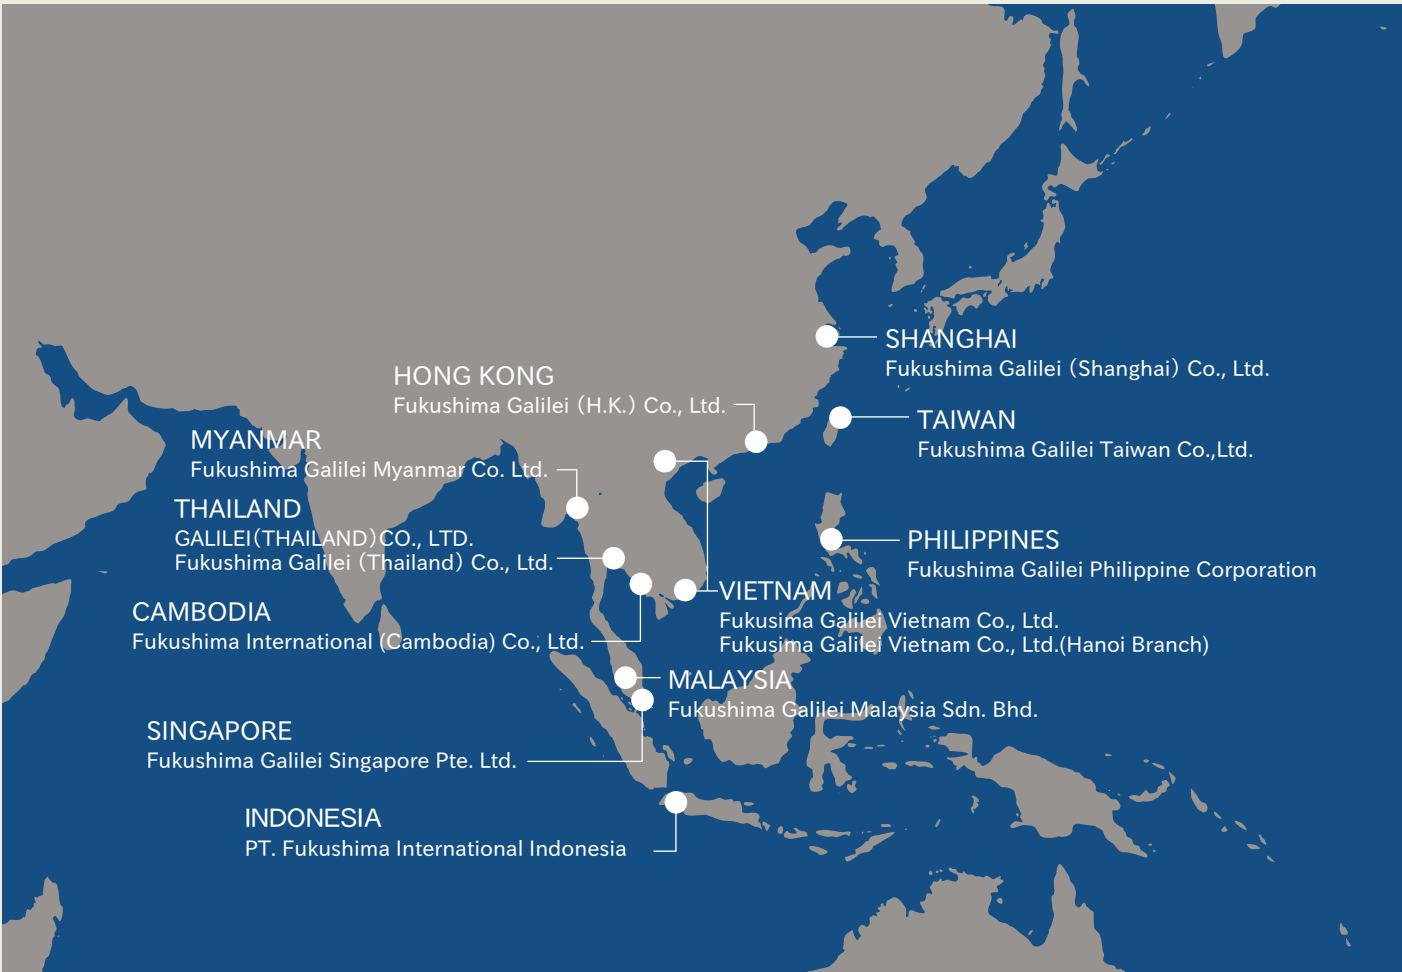 SHANGHAI
Fukushima Galilei (Shanghai) Co., Ltd.
HONG KONG
Fukushima Galilei (H.K.) Co., Ltd.
TAIWAN
Fukushima Galilei Taiwan Co.,Ltd.
MYANMAR
Fukushima Galilei Myanmar Co. Ltd.
THAILAND
GALILEI(THAILAND)CO., LTD.
Fukushima Galilei (Thailand) Co., Ltd.
PHILIPPINES
Fukushima Galilei Philippine Corporation
CAMBODIA
Fukushima International (Cambodia) Co., Ltd.
VIETNAM
Fukusima Galilei Vietnam Co., Ltd.
Fukusima Galilei Vietnam Co., Ltd.(Hanoi Branch)
MALAYSIA
Fukushima Galilei Malaysia Sdn. Bhd.
SINGAPORE
Fukushima Galilei Singapore Pte. Ltd.
INDONESIA
PT. Fukushima International Indonesia